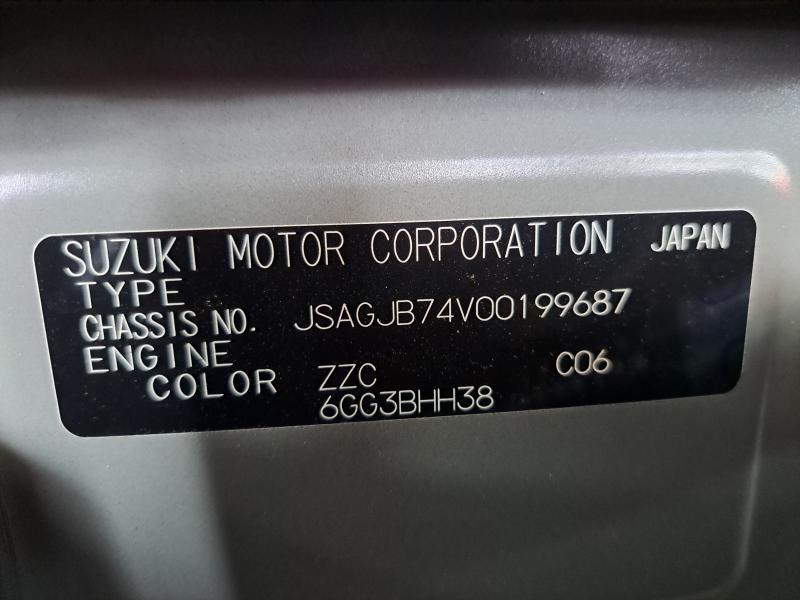 SUZUKI MOTOR CORPORATION JAPAN
TYPE
CHASSIS NO. JSAGJB74V00199687
ENGINE
COLOR ZZC C06
6GG3BHH38